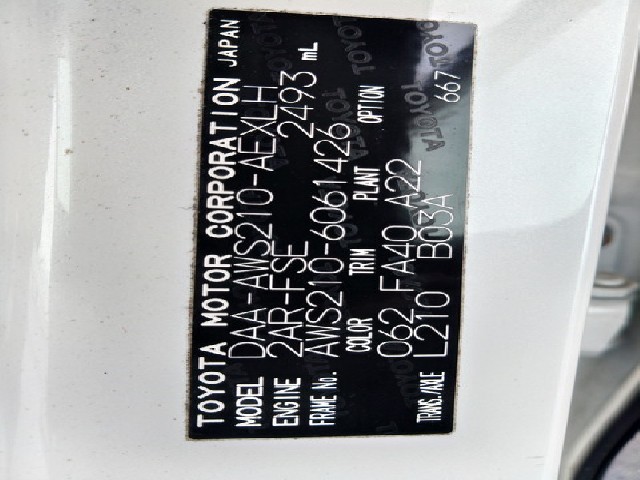 TOYOTA MOTOR CORPORATION JAPAN
MODEL DAA-AWS210-AEXLH
ENGINE 2AR-FSE 2493 mL
FRAME No. AWS210-6061426
COLOR TRIM PLANT OPTION
062 FA40 A22
TRANS./AXLE L210 B03A 667